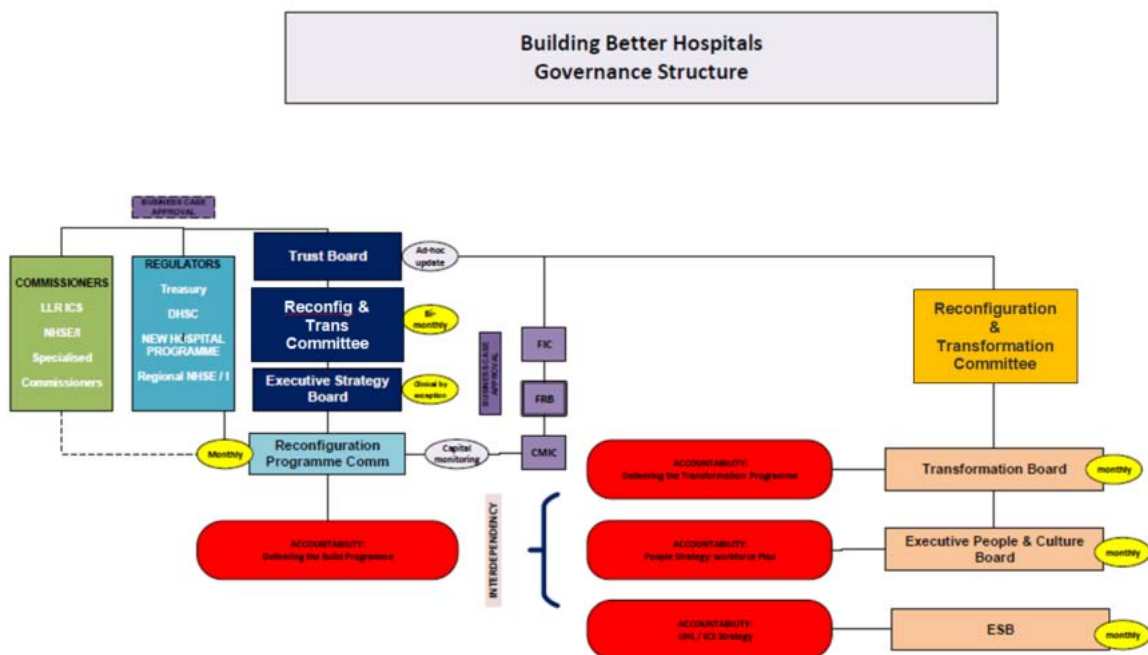 Building Better Hospitals
Governance Structure
BUSINESS CASE
APPROVAL
COMMISSIONERS
LLR ICS
NHSE/I
Specialised
Commissioners
REGULATORS
Treasury
DHSC
NEW HOSPITAL
PROGRAMME
Regional NHSE / I
Trust Board
Ad-hoc
update
Reconfig &
Trans
Committee
Bi-
monthly
Executive Strategy
Board
Clinical by
exception
Monthly
Reconfiguration
Programme Comm
Capital
monitoring
BUSINESS CASE
APPROVAL
FIC
FRB
CMIC
ACCOUNTABILITY:
Delivering the Build Programme
INTERDEPENDENCY
Reconfiguration
&
Transformation
Committee
ACCOUNTABILITY:
Delivering the Transformation Programme
Transformation Board
monthly
ACCOUNTABILITY:
People Strategy: workforce Plan
Executive People & Culture
Board
monthly
ACCOUNTABILITY:
UHL / ICS Strategy
ESB
monthly